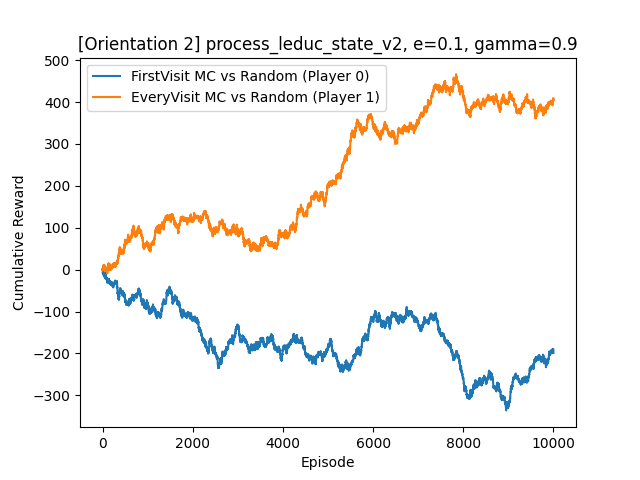 [Orientation 2] process_leduc_state_v2, e=0.1, gamma=0.9
FirstVisit MC vs Random (Player 0)
EveryVisit MC vs Random (Player 1)
Cumulative Reward
500
400
300
200
100
0
−100
−200
−300
0 2000 4000 6000 8000 10000
Episode